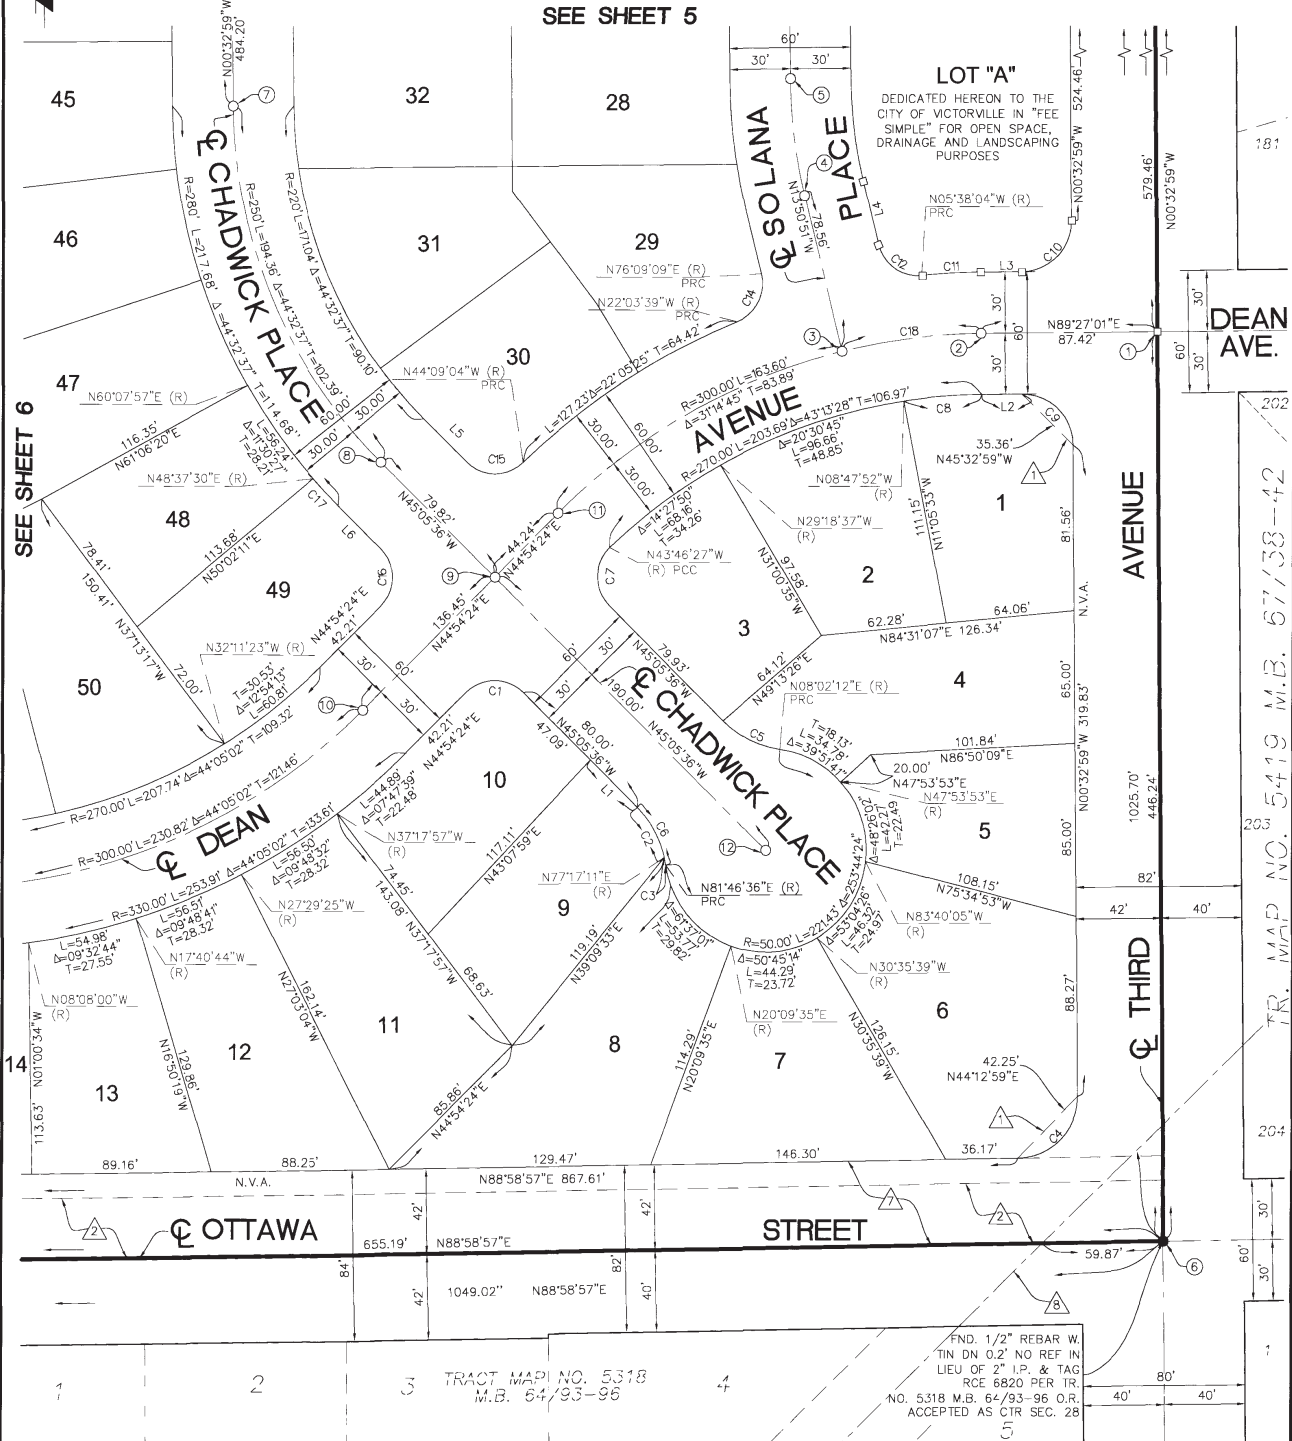 SEE SHEET 5
N00°32'59"W
484.20'
7
45
32
28
60'
30'
30'
5
LOT "A"
DEDICATED HEREON TO THE
CITY OF VICTORVILLE IN "FEE
SIMPLE" FOR OPEN SPACE,
DRAINAGE AND LANDSCAPING
PURPOSES
N00°32'59"W 524.46'
579.46'
N00°32'59"W
181
℄ CHADWICK PLACE
R=280' L=217.68' Δ=44°32'37" T=114.68'
R=250' L=194.36' Δ=44°32'37" T=102.39'
R=220' L=171.04' Δ=44°32'37" T=90.10'
℄ SOLANA
PLACE
4
N13°50'51"W
78.56'
L4
N05°38'04"W (R)
PRC
46
31
29
N76°09'09"E (R)
PRC
N22°03'39"W (R)
PRC
C14
C12
C11
L3
C10
30'
30'
60'
3
C18
2
N89°27'01"E
87.42'
1
30'
30'
60'
DEAN
AVE.
47
30
N60°07'57"E (R)
N44°09'04"W (R)
PRC
L=127.23' Δ=22°05'25" T=64.42'
R=300.00' L=163.60'
Δ=31°14'45" T=83.89'
AVENUE
R=270.00' L=203.69' Δ=43°13'28" T=106.97'
Δ=20°30'45"
L=96.66'
T=48.85'
C8
L2
C9
202
SEE SHEET 6
116.35'
N61°06'20"E
L=56.24'
Δ=11°30'27"
T=28.21'
60.00'
30.00'
30.00'
8
L5
C15
30.00'
60.00'
30.00'
35.36'
N45°32'59"W
1
N48°37'30"E (R)
C17
L6
N08°47'52"W
(R)
111.15'
N11°05'33"W
1
48
78.41'
150.41'
N37°13'17"W
72.00'
113.68'
N50°02'11"E
79.82'
N45°05'36"W
11
44.24'
N44°54'24"E
Δ=14°27'50"
L=68.16'
T=34.26'
N29°18'37"W
(R)
N43°46'27"W
(R) PCC
81.56'
AVENUE
49
C16
9
C7
97.58'
N31°00'35"W
2
N.V.A.
N44°54'24"E
42.21'
136.45'
N44°54'24"E
3
62.28'
64.06'
N84°31'07"E 126.34'
N32°11'23"W (R)
T=30.53'
Δ=12°54'13"
L=60.81'
30'
60'
30'
60'
30'
79.93'
N45°05'36"W
64.12'
N49°13'26"E
50
10
C1
190.00'
℄ CHADWICK PLACE
N45°05'36"W
N08°02'12"E (R)
PRC
4
65.00'
N00°32'59"W 319.83'
TR. MAP NO. 5419 M.B. 67/38-42
R=270.00' L=207.74' Δ=44°05'02" T=109.32'
42.21'
N44°54'24"E
47.09'
80.00'
N45°05'36"W
C5
T=18.13'
L=34.78'
Δ=39°51'41"
101.84'
N86°50'09"E
20.00'
N47°53'53"E
N47°53'53"E
(R)
R=300.00' L=230.82' Δ=44°05'02" T=121.46'
℄ DEAN
10
L=44.89'
Δ=07°47'39"
T=22.48'
L1
C2
C6
Δ=48°26'02"
L=42.27'
T=22.49
5
85.00'
1025.70'
446.24'
203
R=330.00' L=253.91' Δ=44°05'02" T=133.61'
L=56.50'
Δ=09°48'32"
T=28.32'
N37°17'57"W
(R)
117.11'
N43°07'59"E
12
N77°17'11"E
(R)
C3
N81°46'36"E (R)
PRC
R=50.00' L=221.43' Δ=253°44'24"
Δ=53°04'26"
L=46.32'
T=24.97'
108.15'
N75°34'53"W
82'
42'
40'
N27°29'25"W
(R)
74.45'
143.08'
N37°17'57"W
68.63'
9
N83°40'05"W
(R)
L=56.51'
Δ=09°48'41"
T=28.32'
L=54.98'
Δ=09°32'44"
T=27.55'
N17°40'44"W
(R)
Δ=61°37'01"
L=53.77'
T=29.82'
Δ=50°45'14"
L=44.29'
T=23.72'
N30°35'39"W
(R)
119.19'
N39°09'33"E
N08°08'00"W
(R)
N20°09'35"E
(R)
6
88.27'
℄ THIRD
162.14'
N27°03'04"W
11
8
114.29'
N20°09'35"E
7
126.15'
N30°35'39"W
14
N01°00'34"W
113.63'
13
129.86'
N16°50'19"W
12
85.86'
N44°54'24"E
42.25'
N44°12'59"E
1
C4
204
89.16'
88.25'
129.47'
146.30'
36.17'
N.V.A.
N88°58'57"E 867.61'
2
℄ OTTAWA
STREET
42'
42'
7
2
30'
655.19'
N88°58'57"E
59.87'
6
60'
30'
84'
42'
82'
40'
1049.02"
N88°58'57"E
8
FND. 1/2" REBAR W.
TIN DN 0.2' NO REF IN
LIEU OF 2" I.P. & TAG
RCE 6820 PER TR.
NO. 5318 M.B. 64/93-96 O.R.
ACCEPTED AS CTR SEC. 28
80'
40'
40'
1
1
2
3
TRACT MAP NO. 5318
M.B. 64/93-96
4
5